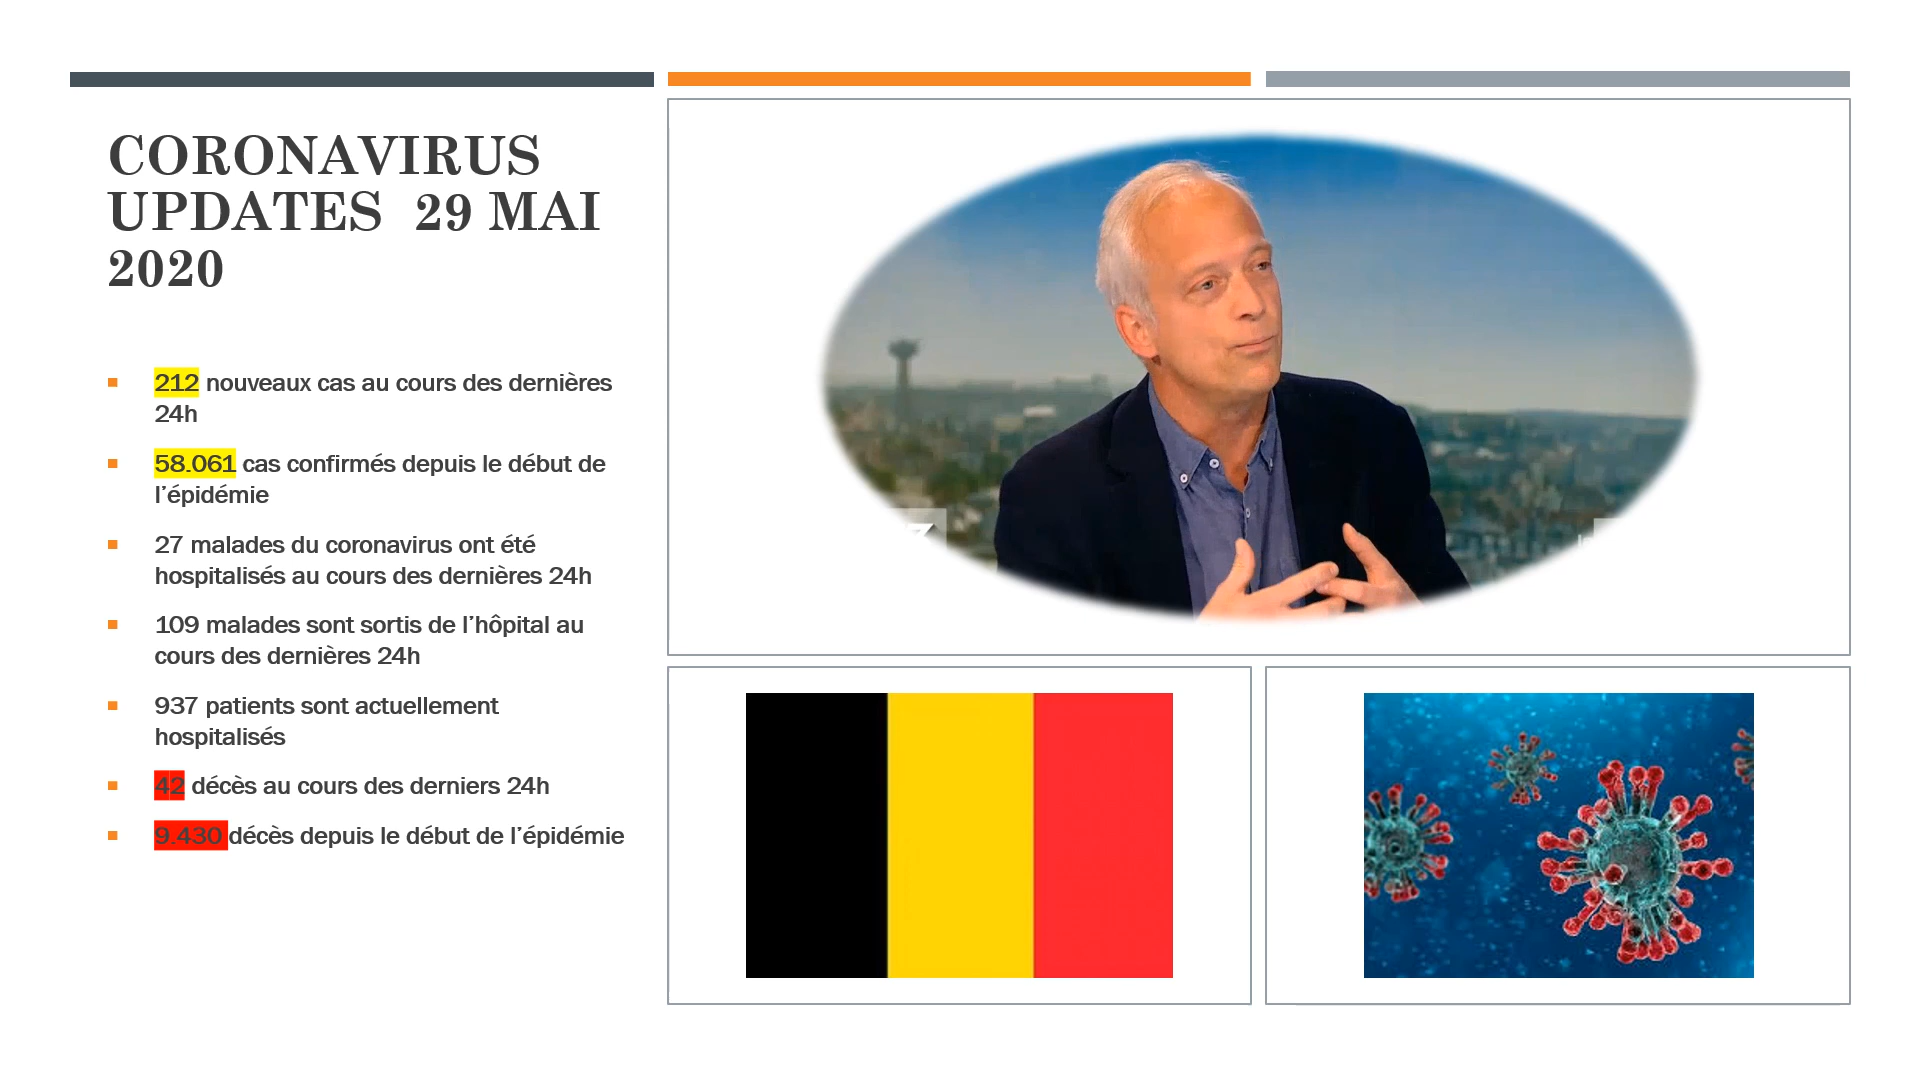 CORONAVIRUS
UPDATES 29 MAI
2020
212 nouveaux cas au cours des dernières
24h
58.061 cas confirmés depuis le début de
l’épidémie
27 malades du coronavirus ont été
hospitalisés au cours des dernières 24h
109 malades sont sortis de l’hôpital au
cours des dernières 24h
937 patients sont actuellement
hospitalisés
42 décès au cours des derniers 24h
9.430 décès depuis le début de l’épidémie